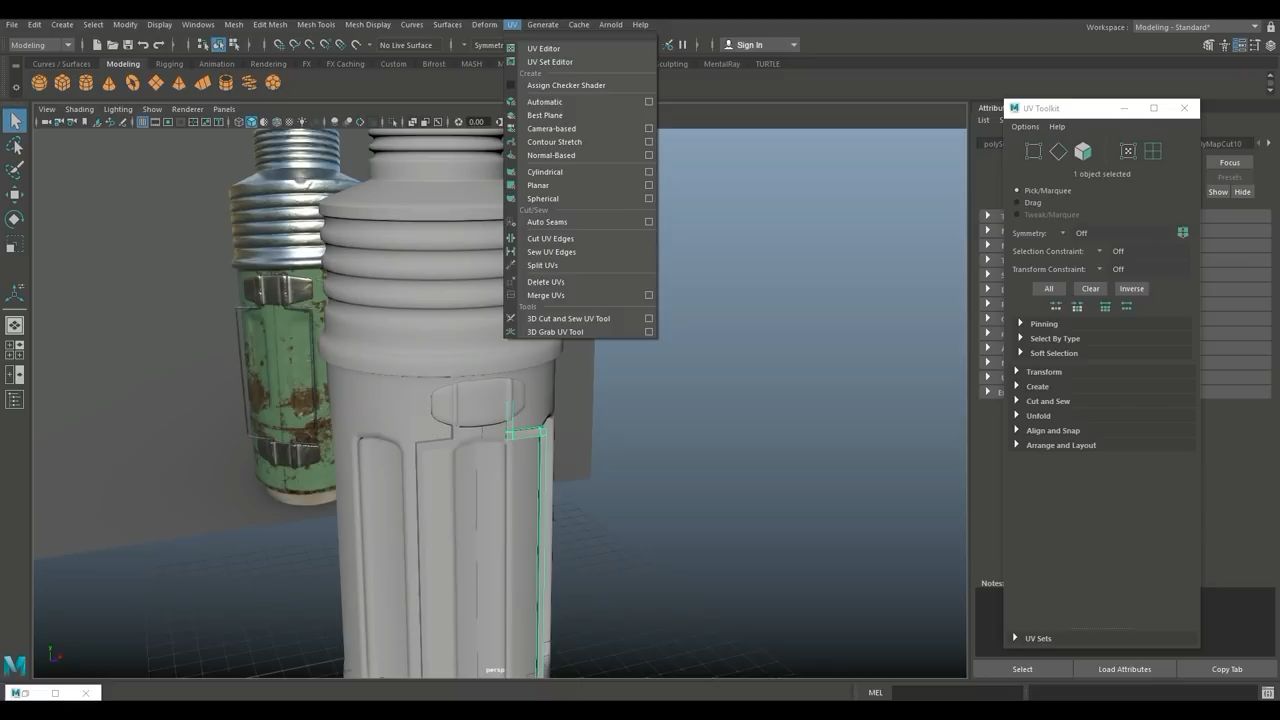 File Edit Create Select Modify Display Windows Mesh Edit Mesh Mesh Tools Mesh Display Curves Surfaces Deform UV Generate Cache Arnold Help Workspace : Modeling - Standard*
Modeling No Live Surface Sign In
Curves / Surfaces Modeling Rigging Animation Rendering FX FX Caching Custom Bifrost MASH MentalRay TURTLE
View Shading Lighting Show Renderer Panels
0.00
UV Editor
UV Set Editor
Create
Assign Checker Shader
Automatic
Best Plane
Camera-based
Contour Stretch
Normal-Based
Cylindrical
Planar
Spherical
Cut/Sew
Auto Seams
Cut UV Edges
Sew UV Edges
Split UVs
Delete UVs
Merge UVs
Tools
3D Cut and Sew UV Tool
3D Grab UV Tool
persp
List
Focus
Presets
Show Hide
UV Toolkit
Options Help
1 object selected
Pick/Marquee
Drag
Tweak/Marquee
Symmetry: Off
Selection Constraint: Off
Transform Constraint: Off
All Clear Inverse
Pinning
Select By Type
Soft Selection
Transform
Create
Cut and Sew
Unfold
Align and Snap
Arrange and Layout
UV Sets
Notes:
Select Load Attributes Copy Tab
MEL